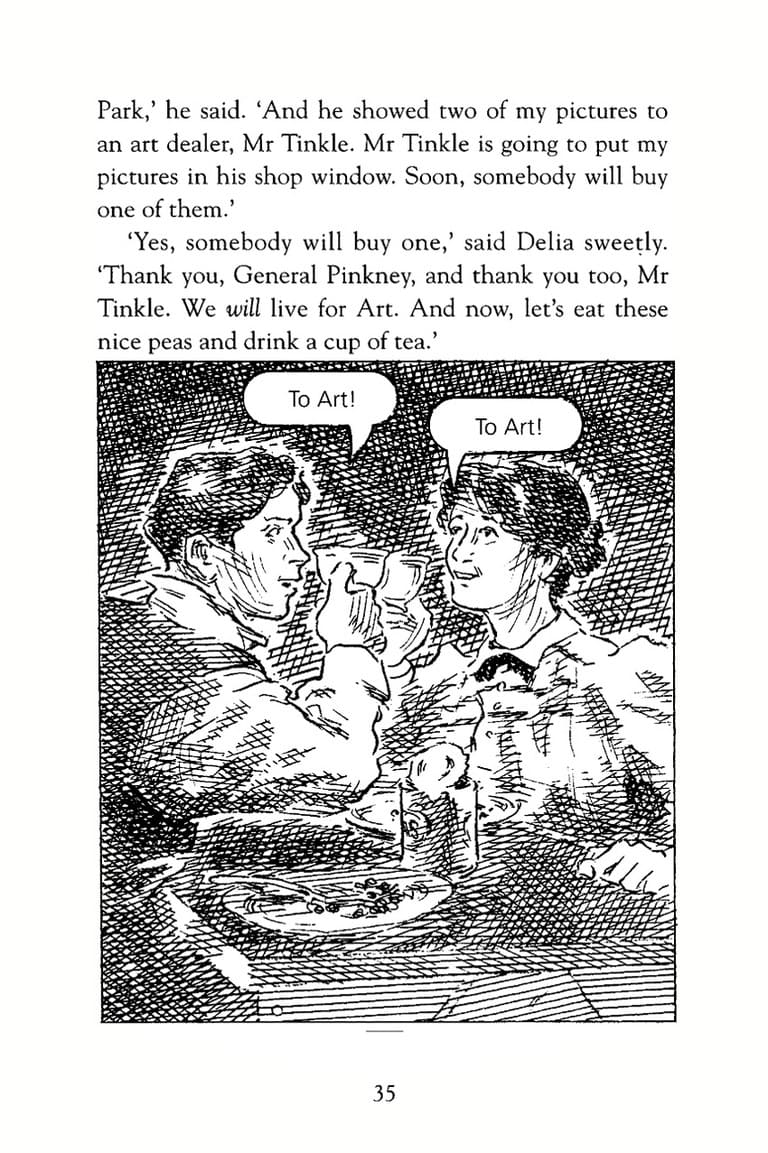 Park,’ he said. ‘And he showed two of my pictures to
an art dealer, Mr Tinkle. Mr Tinkle is going to put my
pictures in his shop window. Soon, somebody will buy
one of them.’
‘Yes, somebody will buy one,’ said Delia sweetly.
‘Thank you, General Pinkney, and thank you too, Mr
Tinkle. We will live for Art. And now, let’s eat these
nice peas and drink a cup of tea.’
To Art!
To Art!
35